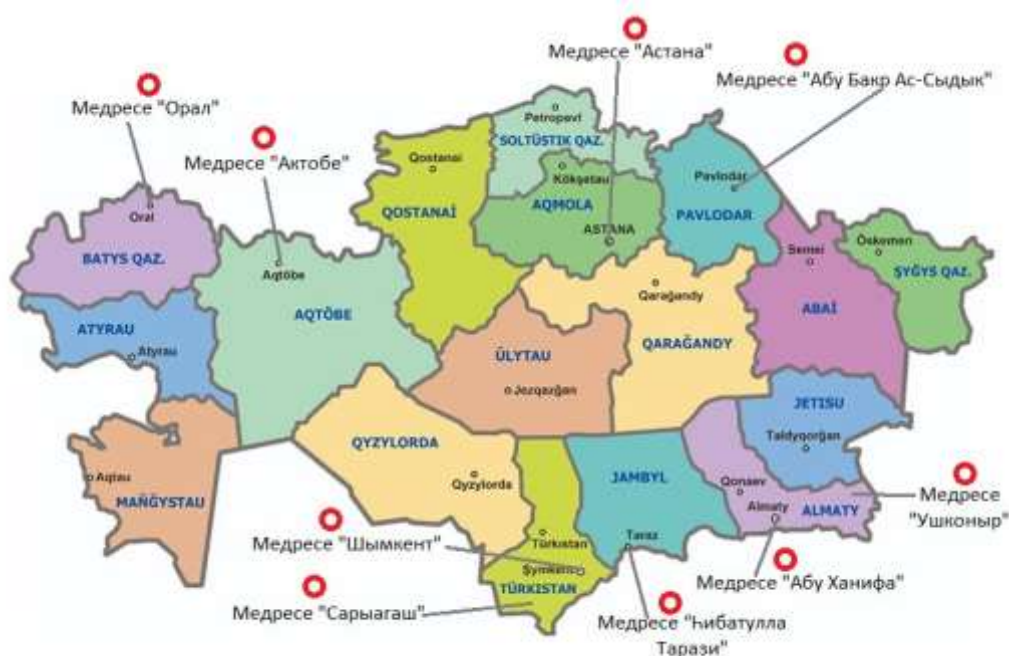 Медресе "Астана"
Медресе "Абу Бакр Ас-Сыдык"
Медресе "Орал"
Медресе "Актобе"
Petropavl
SOLTÜSTIK QAZ.
Qostanai
Kökşetau
Pavlodar
QOSTANAİ
AQMOLA
PAVLODAR
Oral
ASTANA
Semei
Öskemen
BATYS QAZ.
Aqtöbe
Qarağandy
ŞYĞYS QAZ.
AQTÖBE
ABAİ
ATYRAU
Atyrau
ŪLYTAU
QARAĞANDY
Jezqazğan
JETISU
QYZYLORDA
Taldyqorğan
Aqtau
MAÑĞYSTAU
Qyzylorda
JAMBYL
Qonaev
Almaty
ALMATY
Медресе
"Ушконыр"
Медресе "Шымкент"
Türkıstan
Taraz
Şymkent
TÜRKISTAN
Медресе "Абу Ханифа"
Медресе "Сарыагаш"
Медресе "Һибатулла
Тарази"